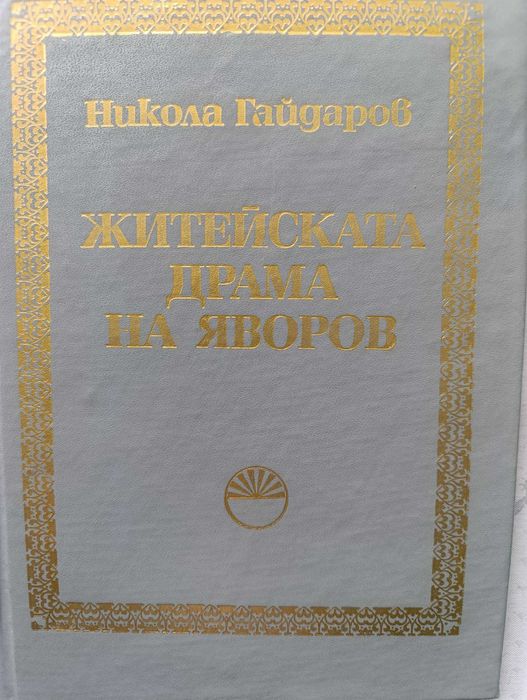 Никола Гайдаров
ЖИТЕЙСКАТА
ДРАМА
НА ЯВОРОВ